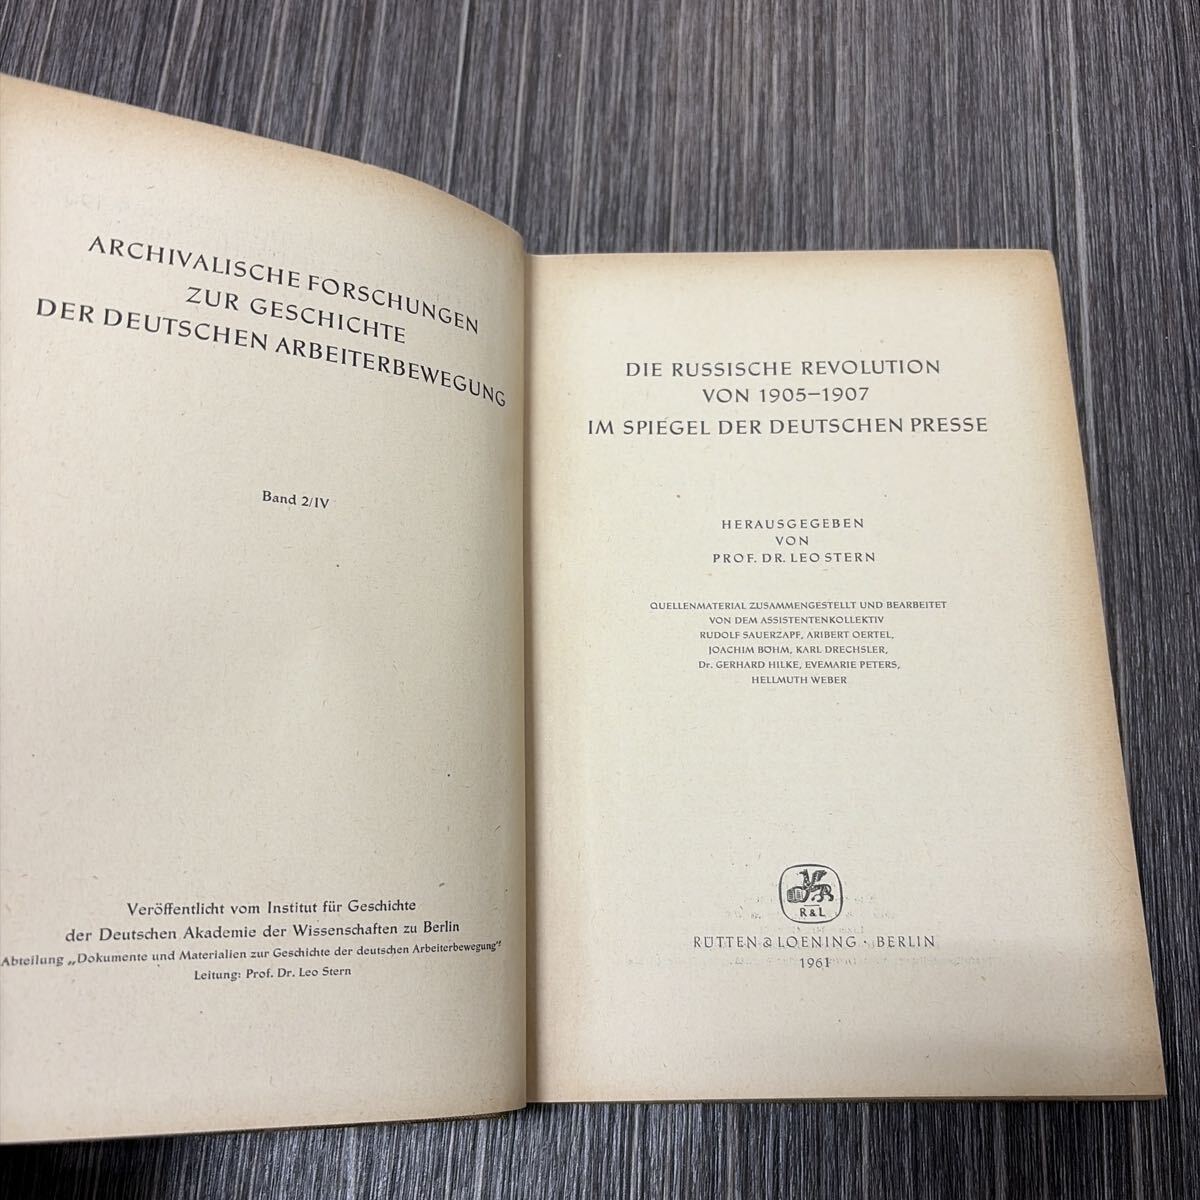 ARCHIVALISCHE FORSCHUNGEN
ZUR GESCHICHTE
DER DEUTSCHEN ARBEITERBEWEGUNG
Band 2/IV
Veröffentlicht vom Institut für Geschichte
der Deutschen Akademie der Wissenschaften zu Berlin
Abteilung „Dokumente und Materialien zur Geschichte der deutschen Arbeiterbewegung“
Leitung: Prof. Dr. Leo Stern
DIE RUSSISCHE REVOLUTION
VON 1905–1907
IM SPIEGEL DER DEUTSCHEN PRESSE
HERAUSGEGEBEN
VON
PROF. DR. LEO STERN
QUELLENMATERIAL ZUSAMMENGESTELLT UND BEARBEITET
VON DEM ASSISTENTENKOLLEKTIV
RUDOLF SAUERZAPF, ARIBERT OERTEL,
JOACHIM BÖHM, KARL DRECHSLER,
Dr. GERHARD HILKE, EVEMARIE PETERS,
HELLMUTH WEBER
R & L
RÜTTEN & LOENING · BERLIN
1961